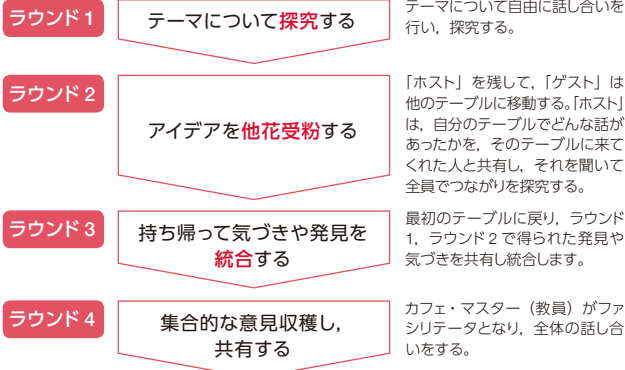 ラウンド 1
テーマについて探究する
テーマについて自由に話し合いを
行い，探究する。
ラウンド 2
アイデアを他花受粉する
「ホスト」を残して，「ゲスト」は
他のテーブルに移動する。「ホスト」
は，自分のテーブルでどんな話が
あったかを，そのテーブルに来て
くれた人と共有し，それを聞いて
全員でつながりを探究する。
ラウンド 3
持ち帰って気づきや発見を
統合する
最初のテーブルに戻り，ラウンド
1，ラウンド 2 で得られた発見や
気づきを共有し統合します。
ラウンド 4
集合的な意見収穫し，
共有する
カフェ・マスター（教員）がファ
シリテータとなり，全体の話し合
いをする。